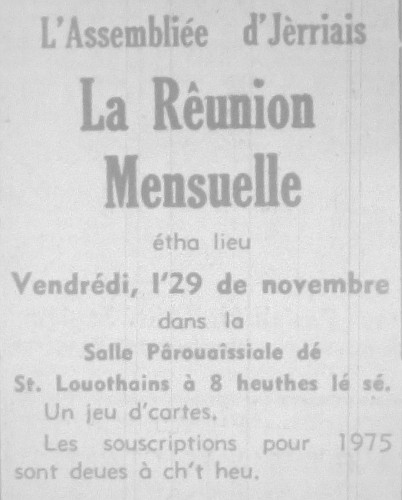 L'Assembliée d'Jèrriais
La Rêunion
Mensuelle
étha lieu
Vendrédi, l'29 de novembre
dans la
Salle Pârouaîssiale dé
St. Louothains à 8 heuthes lé sé.
Un jeu d'cartes.
Les souscriptions pour 1975
sont deues à ch't heu.